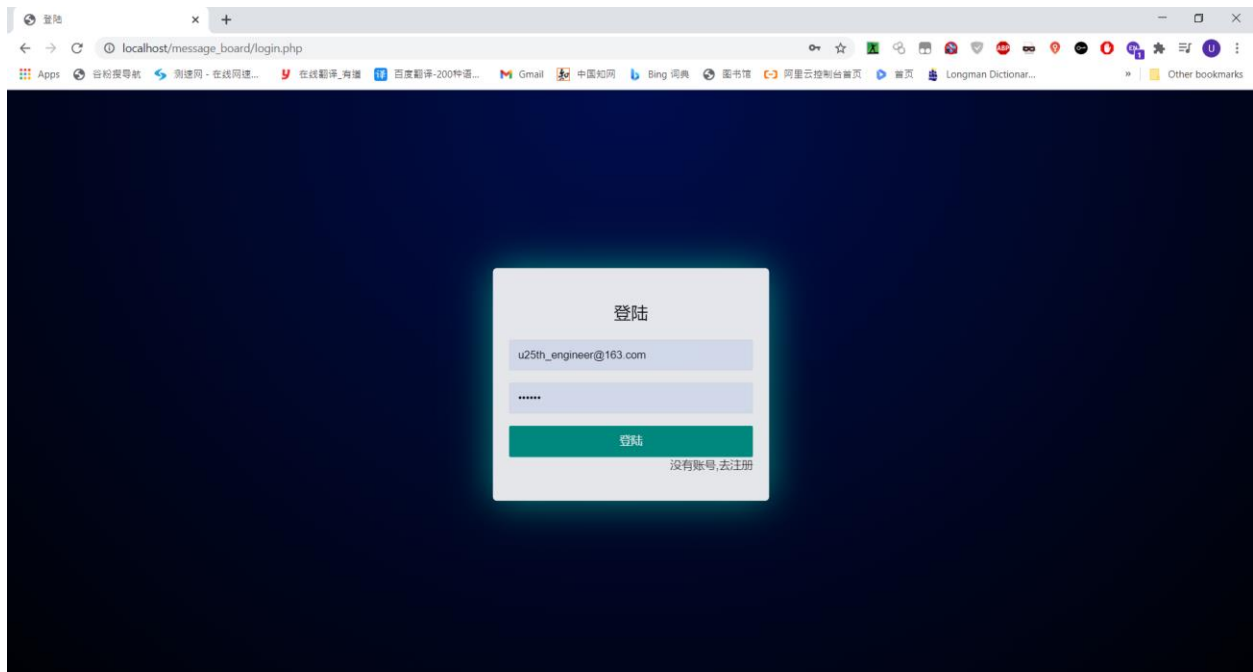 登陆
localhost/message_board/login.php
Apps 谷粉搜导航 测速网 - 在线网速... 在线翻译_有道 百度翻译-200种语... Gmail 中国知网 Bing 词典 图书馆 阿里云控制台首页 首页 Longman Dictionar... » Other bookmarks
登陆
u25th_engineer@163.com
••••••
登陆
没有账号,去注册